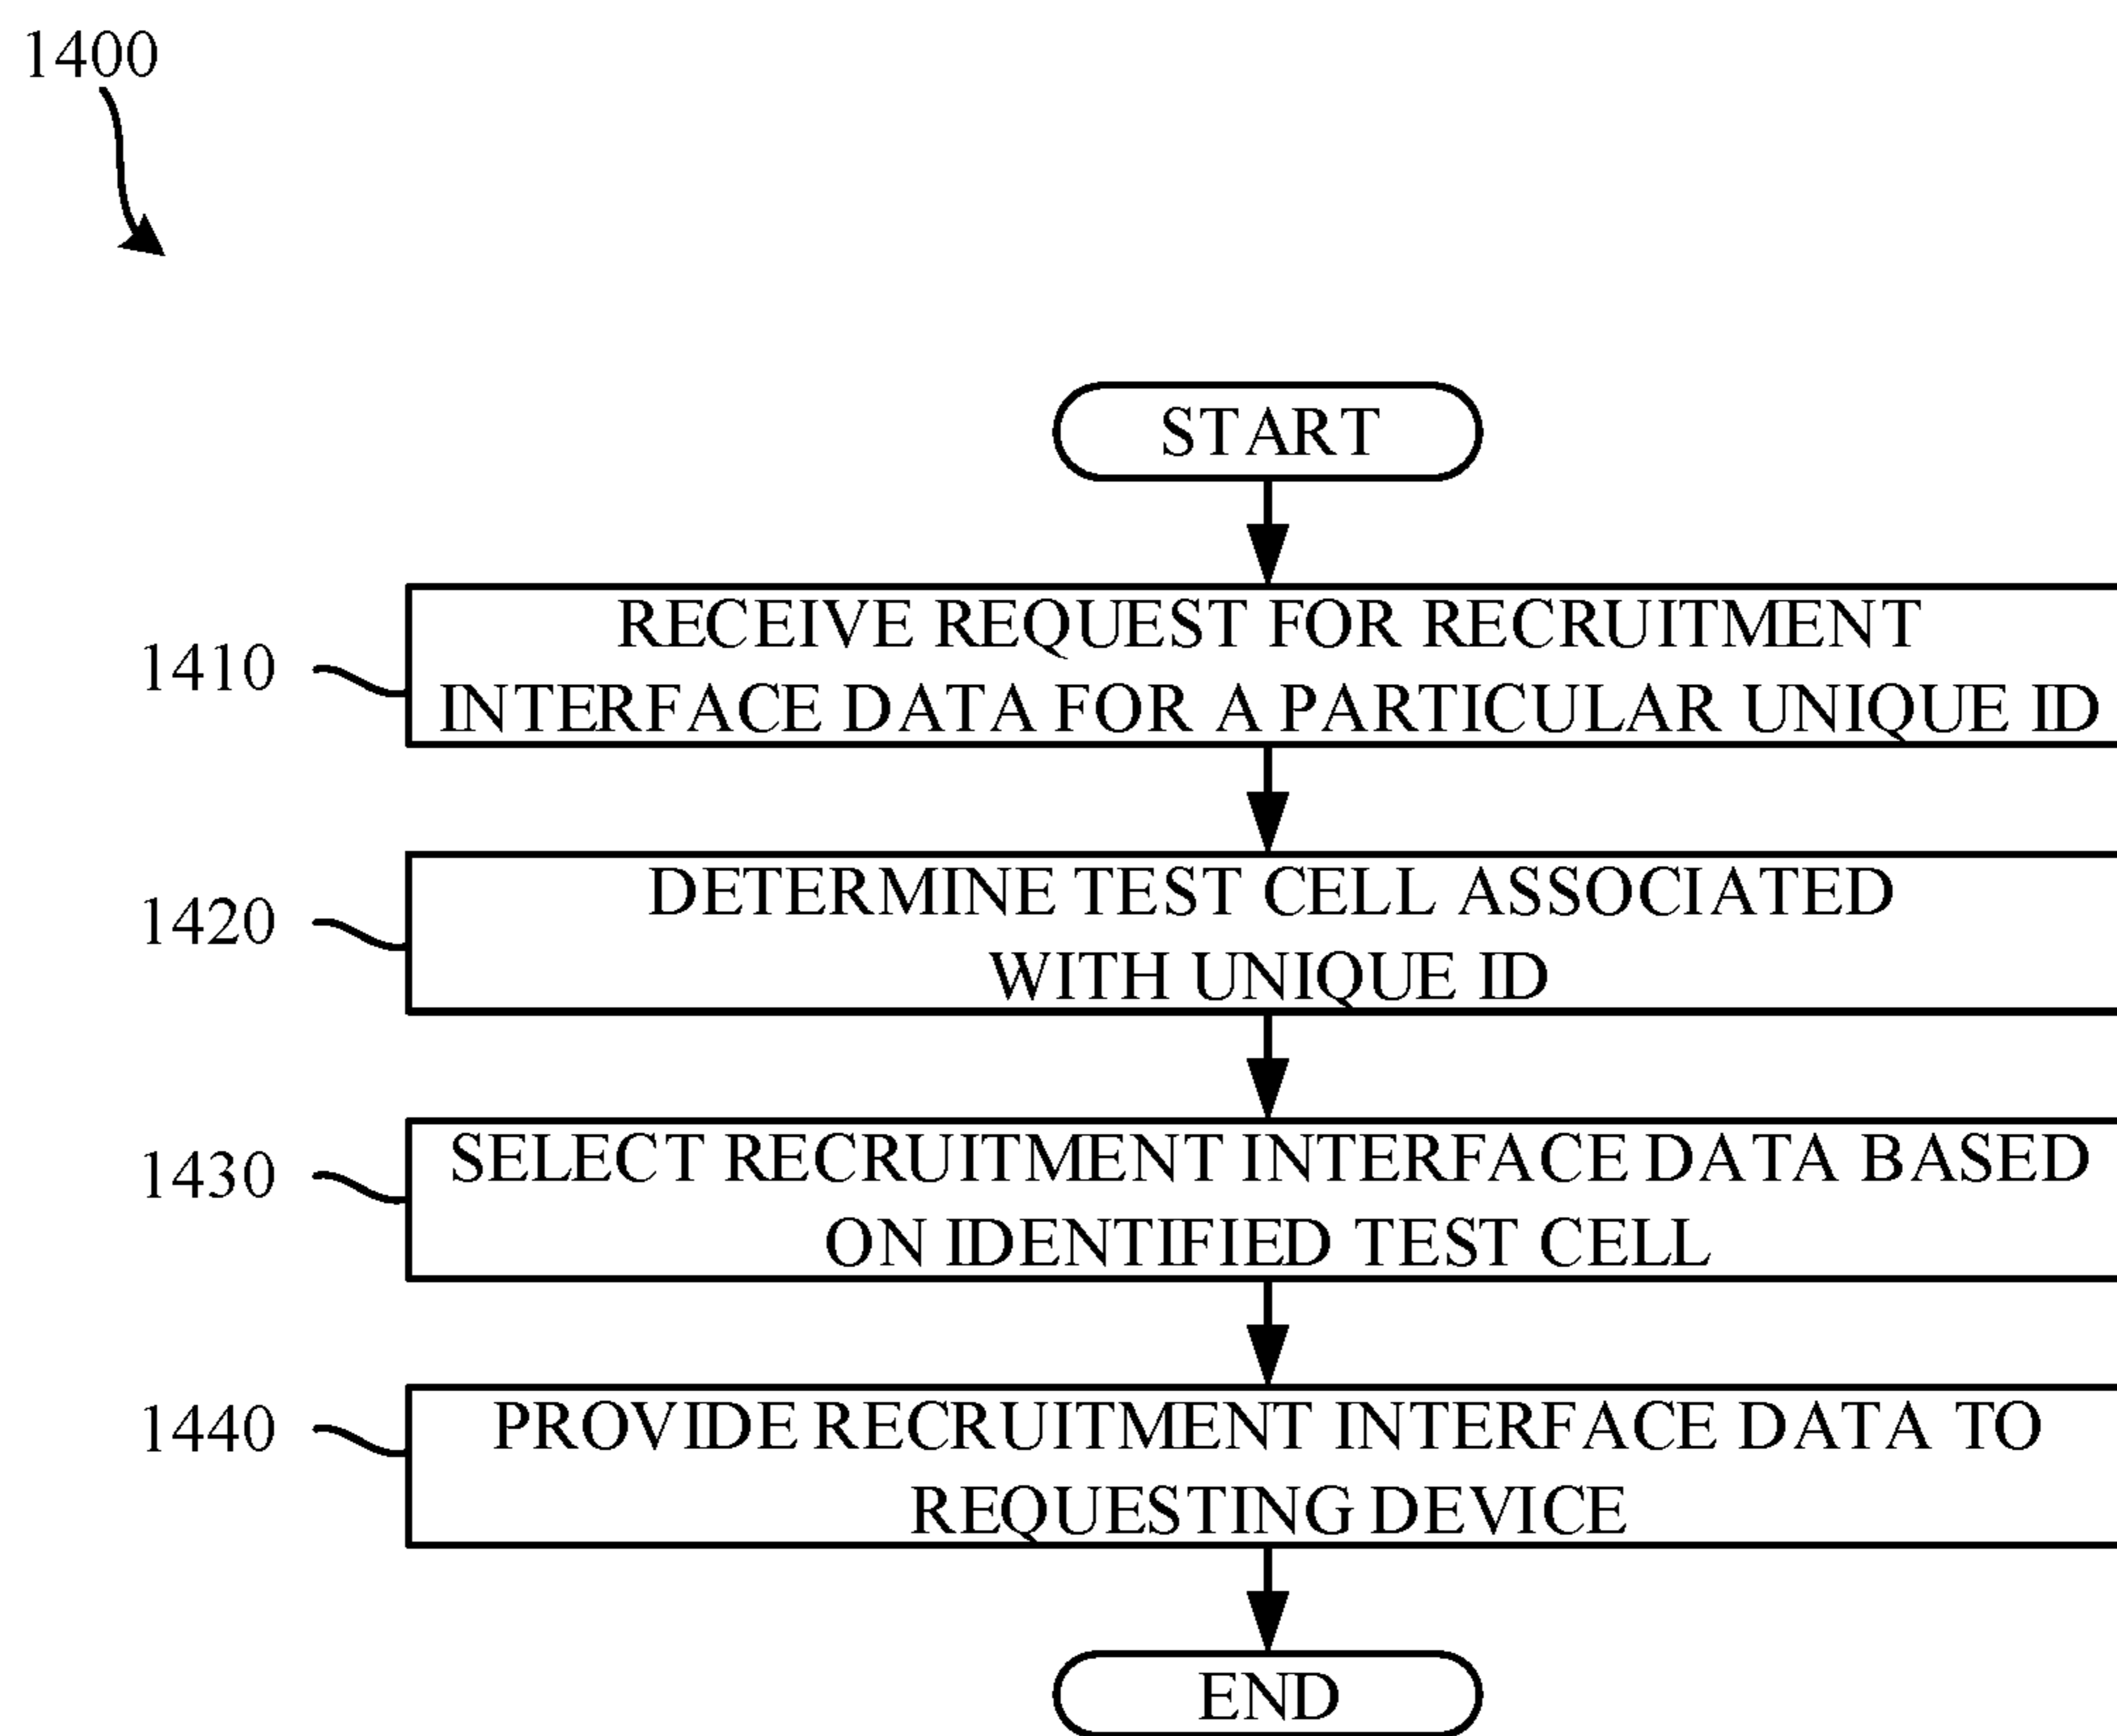 1400
START
1410
RECEIVE REQUEST FOR RECRUITMENT
INTERFACE DATA FOR A PARTICULAR UNIQUE ID
1420
DETERMINE TEST CELL ASSOCIATED
WITH UNIQUE ID
1430
SELECT RECRUITMENT INTERFACE DATA BASED
ON IDENTIFIED TEST CELL
1440
PROVIDE RECRUITMENT INTERFACE DATA TO
REQUESTING DEVICE
END